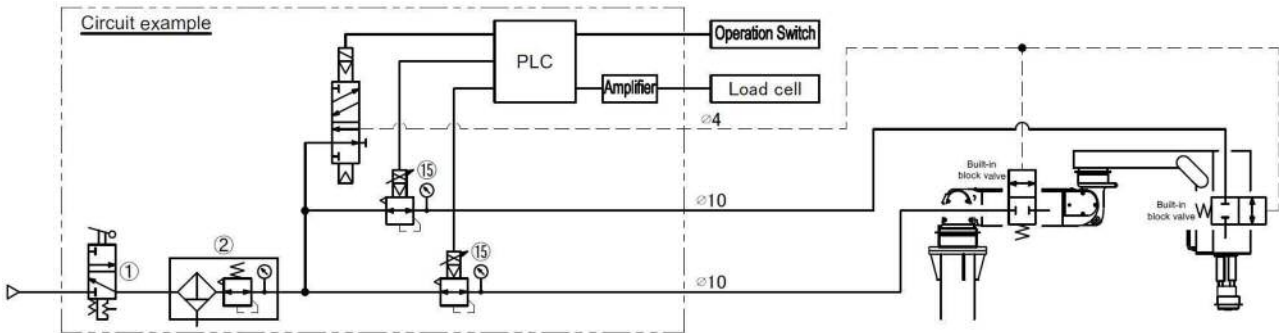 Circuit example
PLC
Operation Switch
Amplifier
Load cell
∅4
⑮
Built-in
block valve
∅10
Built-in
block valve
②
⑮
①
∅10